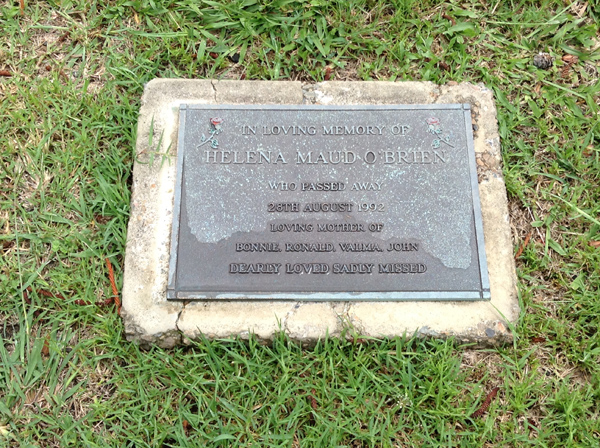 IN LOVING MEMORY OF
HELENA MAUD O'BRIEN
WHO PASSED AWAY
28TH AUGUST 1992
LOVING MOTHER OF
BONNIE, RONALD, VALMA, JOHN
DEARLY LOVED SADLY MISSED